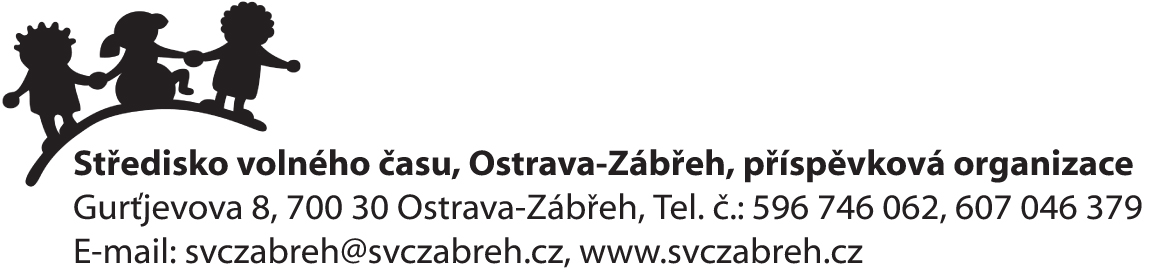 Středisko volného času, Ostrava-Zábřeh, příspěvková organizace
Gurťjevova 8, 700 30 Ostrava-Zábřeh, Tel. č.: 596 746 062, 607 046 379
E-mail: svczabreh@svczabreh.cz, www.svczabreh.cz